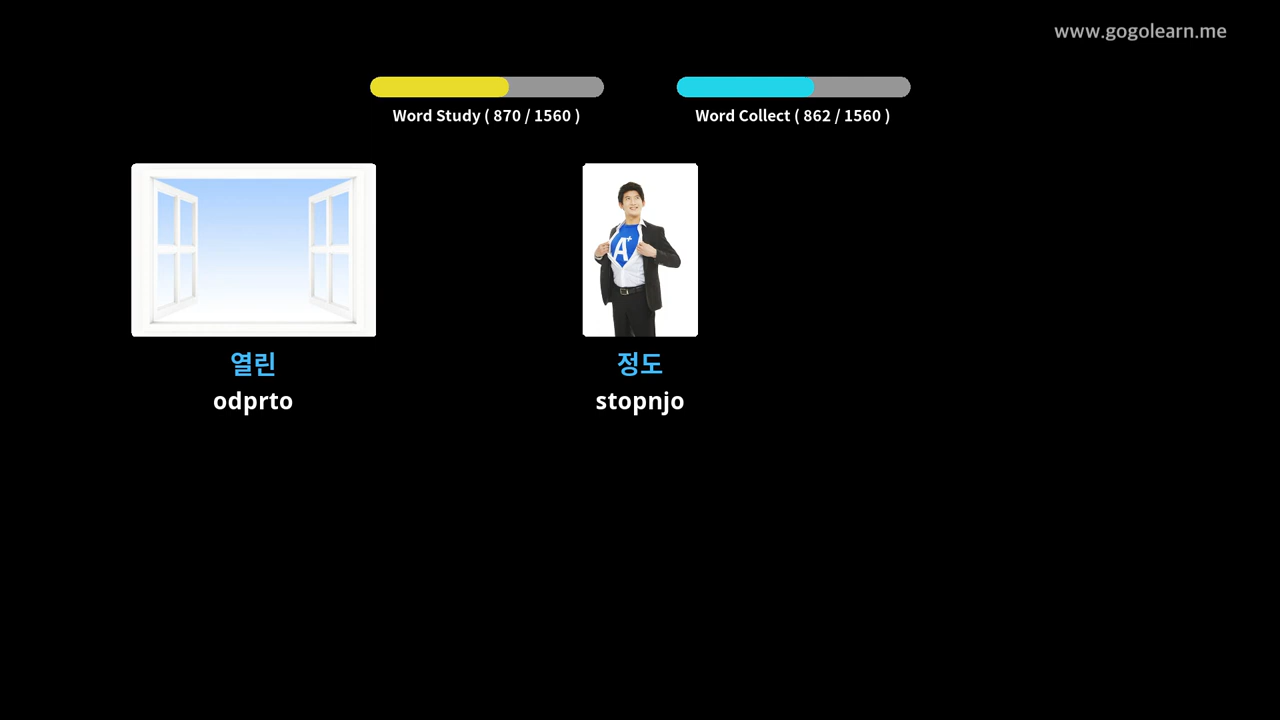 www.gogolearn.me
Word Study ( 870 / 1560 )
Word Collect ( 862 / 1560 )
A+
열린
odprto
정도
stopnjo